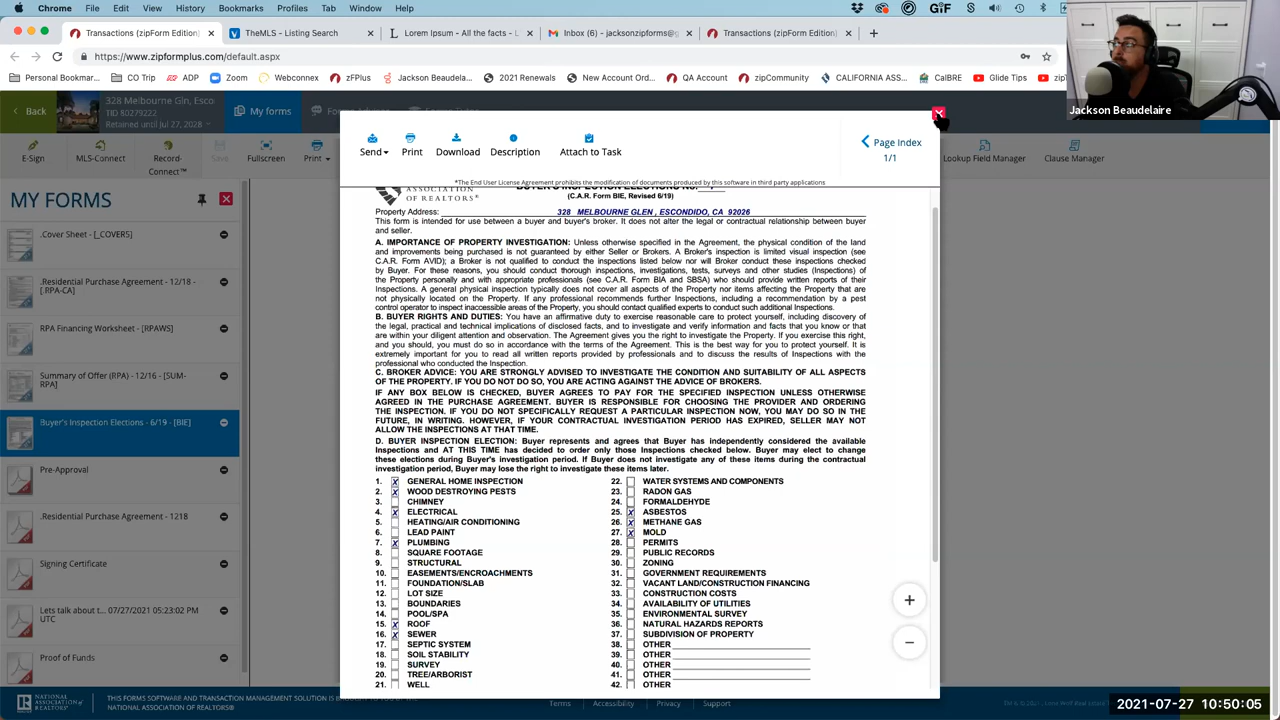 Chrome File Edit View History Bookmarks Profiles Tab Window Help
Transactions (zipForm Edition) TheMLS - Listing Search Lorem Ipsum - All the facts - L Inbox (6) - jacksonzipforms@g Transactions (zipForm Edition)
https://www.zipformplus.com/default.aspx
Personal Bookmar... CO Trip ADP Zoom Webconnex zFPlus Jackson Beaudelaire... 2021 Renewals New Account Ord... QA Account zipCommunity CALIFORNIA ASS... CalBRE Glide Tips
Jackson Beaudelaire
Back
328 Melbourne Gln, Esco
TID 80279222
Retained until Jul 27, 2028
My forms
E-Sign MLS-Connect Record-Connect™ Save Fullscreen Print Lookup Field Manager Clause Manager
Send Print Download Description Attach to Task
Page Index
1/1
*The End User License Agreement prohibits the modification of documents produced by this software in third party applications
MY FORMS
.Cover Sheet - [_COVERS]
.Residential Purchase Agreement - 12/18 - [.RPA-CA]
RPA Financing Worksheet - [RPAWS]
Summary of Offer (RPA) - 12/16 - [SUM-RPA]
Buyer's Inspection Elections - 6/19 - [BIE]
Pre-Approval
.Residential Purchase Agreement - 1218
Signing Certificate
Lets talk about t... 07/27/2021 05:23:02 PM UTC
Proof of Funds
ASSOCIATION
OF REALTORS®
BUYER'S INSPECTION ELECTIONS NO.
(C.A.R. Form BIE, Revised 6/19)
Property Address: 328 MELBOURNE GLEN , ESCONDIDO, CA 92026
This form is intended for use between a buyer and buyer's broker. It does not alter the legal or contractual relationship between buyer
and seller.
A. IMPORTANCE OF PROPERTY INVESTIGATION: Unless otherwise specified in the Agreement, the physical condition of the land
and improvements being purchased is not guaranteed by either Seller or Brokers. A Broker's inspection is limited visual inspection (see
C.A.R. Form AVID); a Broker is not qualified to conduct the inspections listed below nor will Broker conduct these inspections checked
by Buyer. For these reasons, you should conduct thorough inspections, investigations, tests, surveys and other studies (Inspections) of
the Property personally and with appropriate professionals (see C.A.R. Form BIA and SBSA) who should provide written reports of their
Inspections. A general physical inspection typically does not cover all aspects of the Property nor items affecting the Property that are
not physically located on the Property. If any professional recommends further Inspections, including a recommendation by a pest
control operator to inspect inaccessible areas of the Property, you should contact qualified experts to conduct such additional Inspections.
B. BUYER RIGHTS AND DUTIES: You have an affirmative duty to exercise reasonable care to protect yourself, including discovery of
the legal, practical and technical implications of disclosed facts, and to investigate and verify information and facts that you know or that
are within your diligent attention and observation. The Agreement gives you the right to investigate the Property. If you exercise this right,
and you should, you must do so in accordance with the terms of the Agreement. This is the best way for you to protect yourself. It is
extremely important for you to read all written reports provided by professionals and to discuss the results of Inspections with the
professional who conducted the Inspection.
C. BROKER ADVICE: YOU ARE STRONGLY ADVISED TO INVESTIGATE THE CONDITION AND SUITABILITY OF ALL ASPECTS
OF THE PROPERTY. IF YOU DO NOT DO SO, YOU ARE ACTING AGAINST THE ADVICE OF BROKERS.
IF ANY BOX BELOW IS CHECKED, BUYER AGREES TO PAY FOR THE SPECIFIED INSPECTION UNLESS OTHERWISE
AGREED IN THE PURCHASE AGREEMENT. BUYER IS RESPONSIBLE FOR CHOOSING THE PROVIDER AND ORDERING
THE INSPECTION. IF YOU DO NOT SPECIFICALLY REQUEST A PARTICULAR INSPECTION NOW, YOU MAY DO SO IN THE
FUTURE, IN WRITING. HOWEVER, IF YOUR CONTRACTUAL INVESTIGATION PERIOD HAS EXPIRED, SELLER MAY NOT
ALLOW THE INSPECTIONS AT THAT TIME.
D. BUYER INSPECTION ELECTION: Buyer represents and agrees that Buyer has independently considered the available
Inspections and AT THIS TIME has decided to order only those Inspections checked below. Buyer may elect to change
these elections during Buyer's investigation period. If Buyer does not investigate any of these items during the contractual
investigation period, Buyer may lose the right to investigate these items later.
1. X GENERAL HOME INSPECTION
2. X WOOD DESTROYING PESTS
3. CHIMNEY
4. X ELECTRICAL
5. HEATING/AIR CONDITIONING
6. LEAD PAINT
7. X PLUMBING
8. SQUARE FOOTAGE
9. STRUCTURAL
10. EASEMENTS/ENCROACHMENTS
11. FOUNDATION/SLAB
12. LOT SIZE
13. BOUNDARIES
14. POOL/SPA
15. X ROOF
16. X SEWER
17. SEPTIC SYSTEM
18. SOIL STABILITY
19. SURVEY
20. TREE/ARBORIST
21. WELL
22. WATER SYSTEMS AND COMPONENTS
23. RADON GAS
24. FORMALDEHYDE
25. X ASBESTOS
26. X METHANE GAS
27. X MOLD
28. PERMITS
29. PUBLIC RECORDS
30. ZONING
31. GOVERNMENT REQUIREMENTS
32. VACANT LAND/CONSTRUCTION FINANCING
33. CONSTRUCTION COSTS
34. AVAILABILITY OF UTILITIES
35. ENVIRONMENTAL SURVEY
36. NATURAL HAZARDS REPORTS
37. SUBDIVISION OF PROPERTY
38. OTHER
39. OTHER
40. OTHER
41. OTHER
42. OTHER
NATIONAL ASSOCIATION OF REALTORS®
THIS FORMS SOFTWARE AND TRANSACTION MANAGEMENT SOLUTION IS
NATIONAL ASSOCIATION OF REALTORS®
Terms Accessibility Privacy Support
2021-07-27 10:50:05